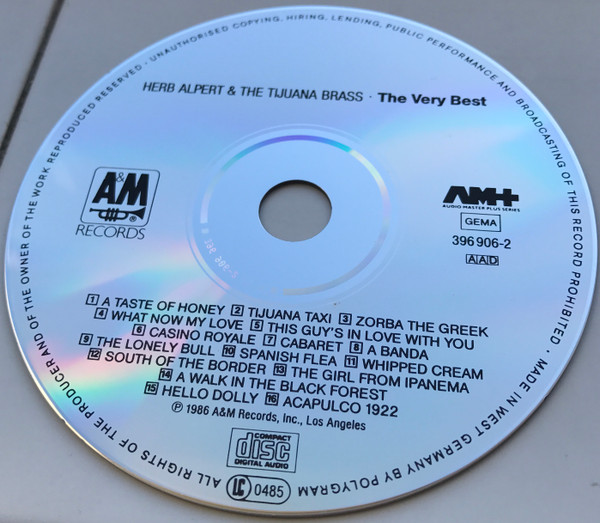 ALL RIGHTS OF THE PRODUCER AND OF THE OWNER OF THE WORK REPRODUCED RESERVED · UNAUTHORISED COPYING, HIRING, LENDING, PUBLIC PERFORMANCE AND BROADCASTING OF THIS RECORD PROHIBITED · MADE IN WEST GERMANY BY POLYGRAM
HERB ALPERT & THE TIJUANA BRASS · The Very Best
A&M
®
RECORDS
AM+
AUDIO MASTER PLUS SERIES
GEMA
396 906-2
AAD
1 A TASTE OF HONEY 2 TIJUANA TAXI 3 ZORBA THE GREEK
4 WHAT NOW MY LOVE 5 THIS GUY'S IN LOVE WITH YOU
6 CASINO ROYALE 7 CABARET 8 A BANDA
9 THE LONELY BULL 10 SPANISH FLEA 11 WHIPPED CREAM
12 SOUTH OF THE BORDER 13 THE GIRL FROM IPANEMA
14 A WALK IN THE BLACK FOREST
15 HELLO DOLLY 16 ACAPULCO 1922
℗ 1986 A&M Records, Inc., Los Angeles
COMPACT
disc
DIGITAL AUDIO
LC 0485